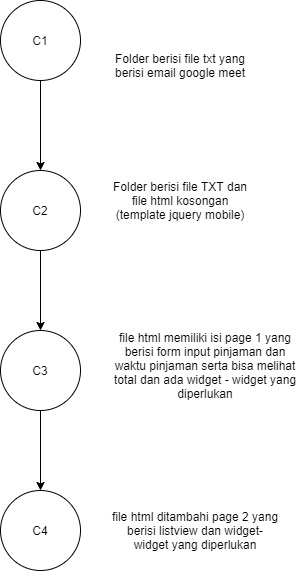 C1
Folder berisi file txt yang
berisi email google meet
C2
Folder berisi file TXT dan
file html kosongan
(template jquery mobile)
C3
file html memiliki isi page 1 yang
berisi form input pinjaman dan
waktu pinjaman serta bisa melihat
total dan ada widget - widget yang
diperlukan
C4
file html ditambahi page 2 yang
berisi listview dan widget-
widget yang diperlukan